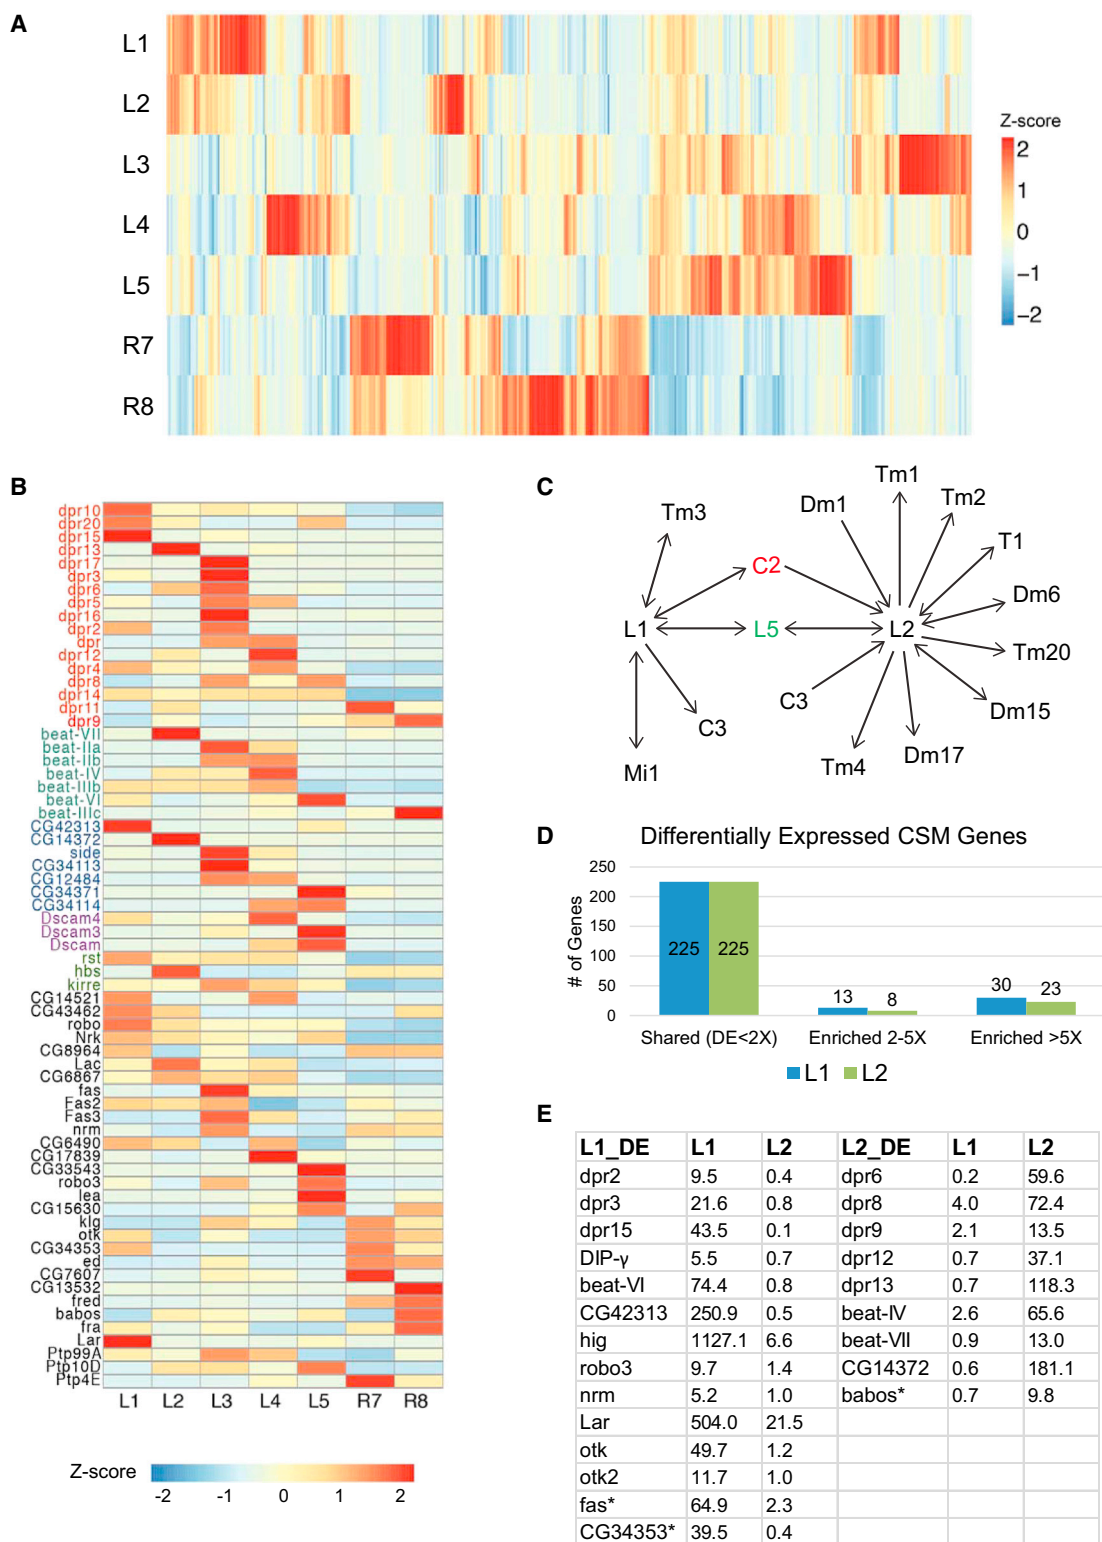 A
L1
L2
L3
L4
L5
R7
R8
Z-score
2
1
0
−1
−2
B
dpr10
dpr20
dpr15
dpr13
dpr17
dpr3
dpr6
dpr5
dpr16
dpr2
dpr
dpr12
dpr4
dpr8
dpr14
dpr11
dpr9
beat-VII
beat-IIa
beat-IIb
beat-IV
beat-IIIb
beat-VI
beat-IIIc
CG42313
CG14372
side
CG34113
CG12484
CG34371
CG34114
Dscam4
Dscam3
Dscam
rst
hbs
kirre
CG14521
CG43462
robo
Nrk
CG8964
Lac
CG6867
fas
Fas2
Fas3
nrm
CG6490
CG17839
CG33543
robo3
lea
CG15630
klg
otk
CG34353
ed
CG7607
CG13532
fred
babos
fra
Lar
Ptp99A
Ptp10D
Ptp4E
L1 L2 L3 L4 L5 R7 R8
Z-score
-2 -1 0 1 2
C
Tm3
Dm1
Tm1
Tm2
T1
C2
Dm6
L1
L5
L2
Tm20
C3
C3
Dm15
Mi1
Tm4
Dm17
D
Differentially Expressed CSM Genes
# of Genes
250
200
150
100
50
0
225 225
13 8
30 23
Shared (DE<2X) Enriched 2-5X Enriched >5X
L1 L2
E
L1_DE L1 L2 L2_DE L1 L2
dpr2 9.5 0.4 dpr6 0.2 59.6
dpr3 21.6 0.8 dpr8 4.0 72.4
dpr15 43.5 0.1 dpr9 2.1 13.5
DIP-γ 5.5 0.7 dpr12 0.7 37.1
beat-VI 74.4 0.8 dpr13 0.7 118.3
CG42313 250.9 0.5 beat-IV 2.6 65.6
hig 1127.1 6.6 beat-VII 0.9 13.0
robo3 9.7 1.4 CG14372 0.6 181.1
nrm 5.2 1.0 babos* 0.7 9.8
Lar 504.0 21.5
otk 49.7 1.2
otk2 11.7 1.0
fas* 64.9 2.3
CG34353* 39.5 0.4